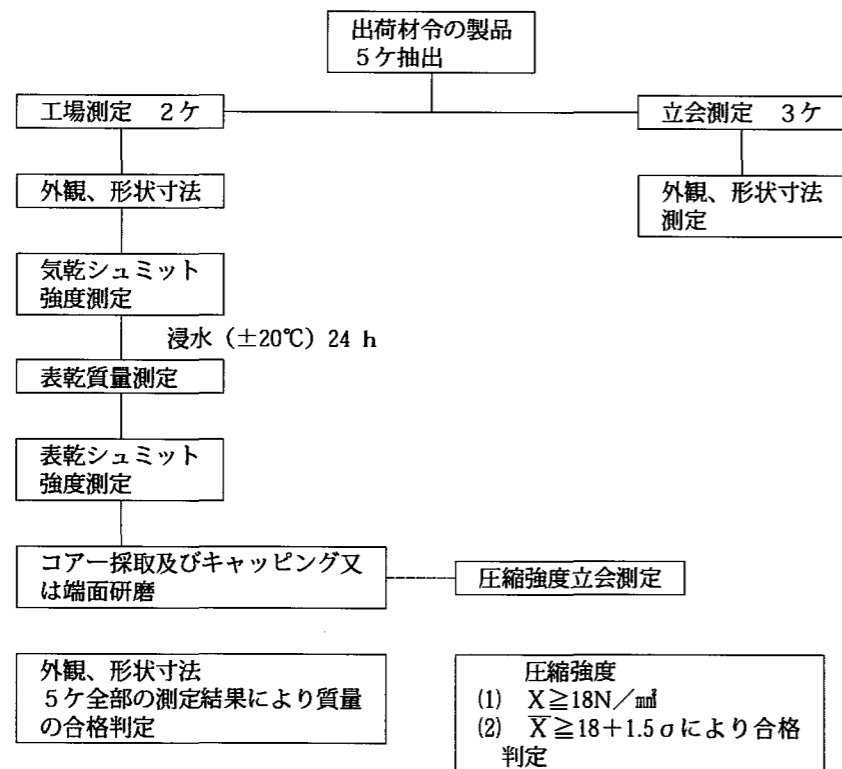 出荷材令の製品
5ケ抽出
工場測定　2ケ
立会測定　3ケ
外観、形状寸法
外観、形状寸法
測定
気乾シュミット
強度測定
浸水（±20℃）24 h
表乾質量測定
表乾シュミット
強度測定
コアー採取及びキャッピング又
は端面研磨
圧縮強度立会測定
外観、形状寸法
5ケ全部の測定結果により質量
の合格判定
圧縮強度
(1)　X≧18N／㎟
(2)　X̅≧18＋1.5σにより合格
判定